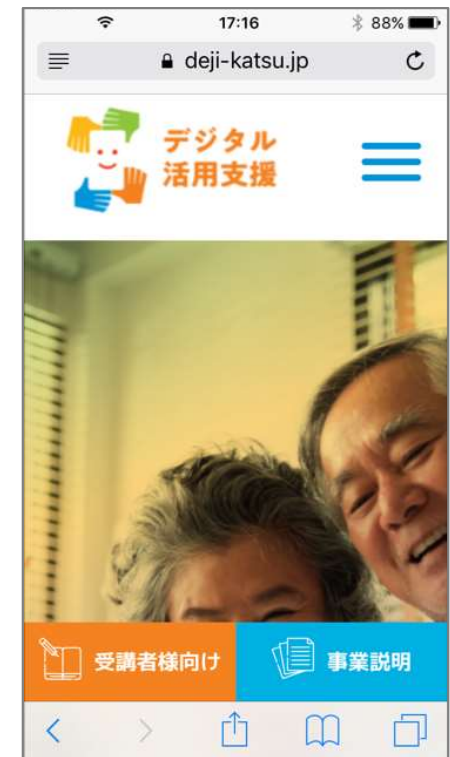 17:16
88%
deji-katsu.jp
デジタル
活用支援
受講者様向け
事業説明